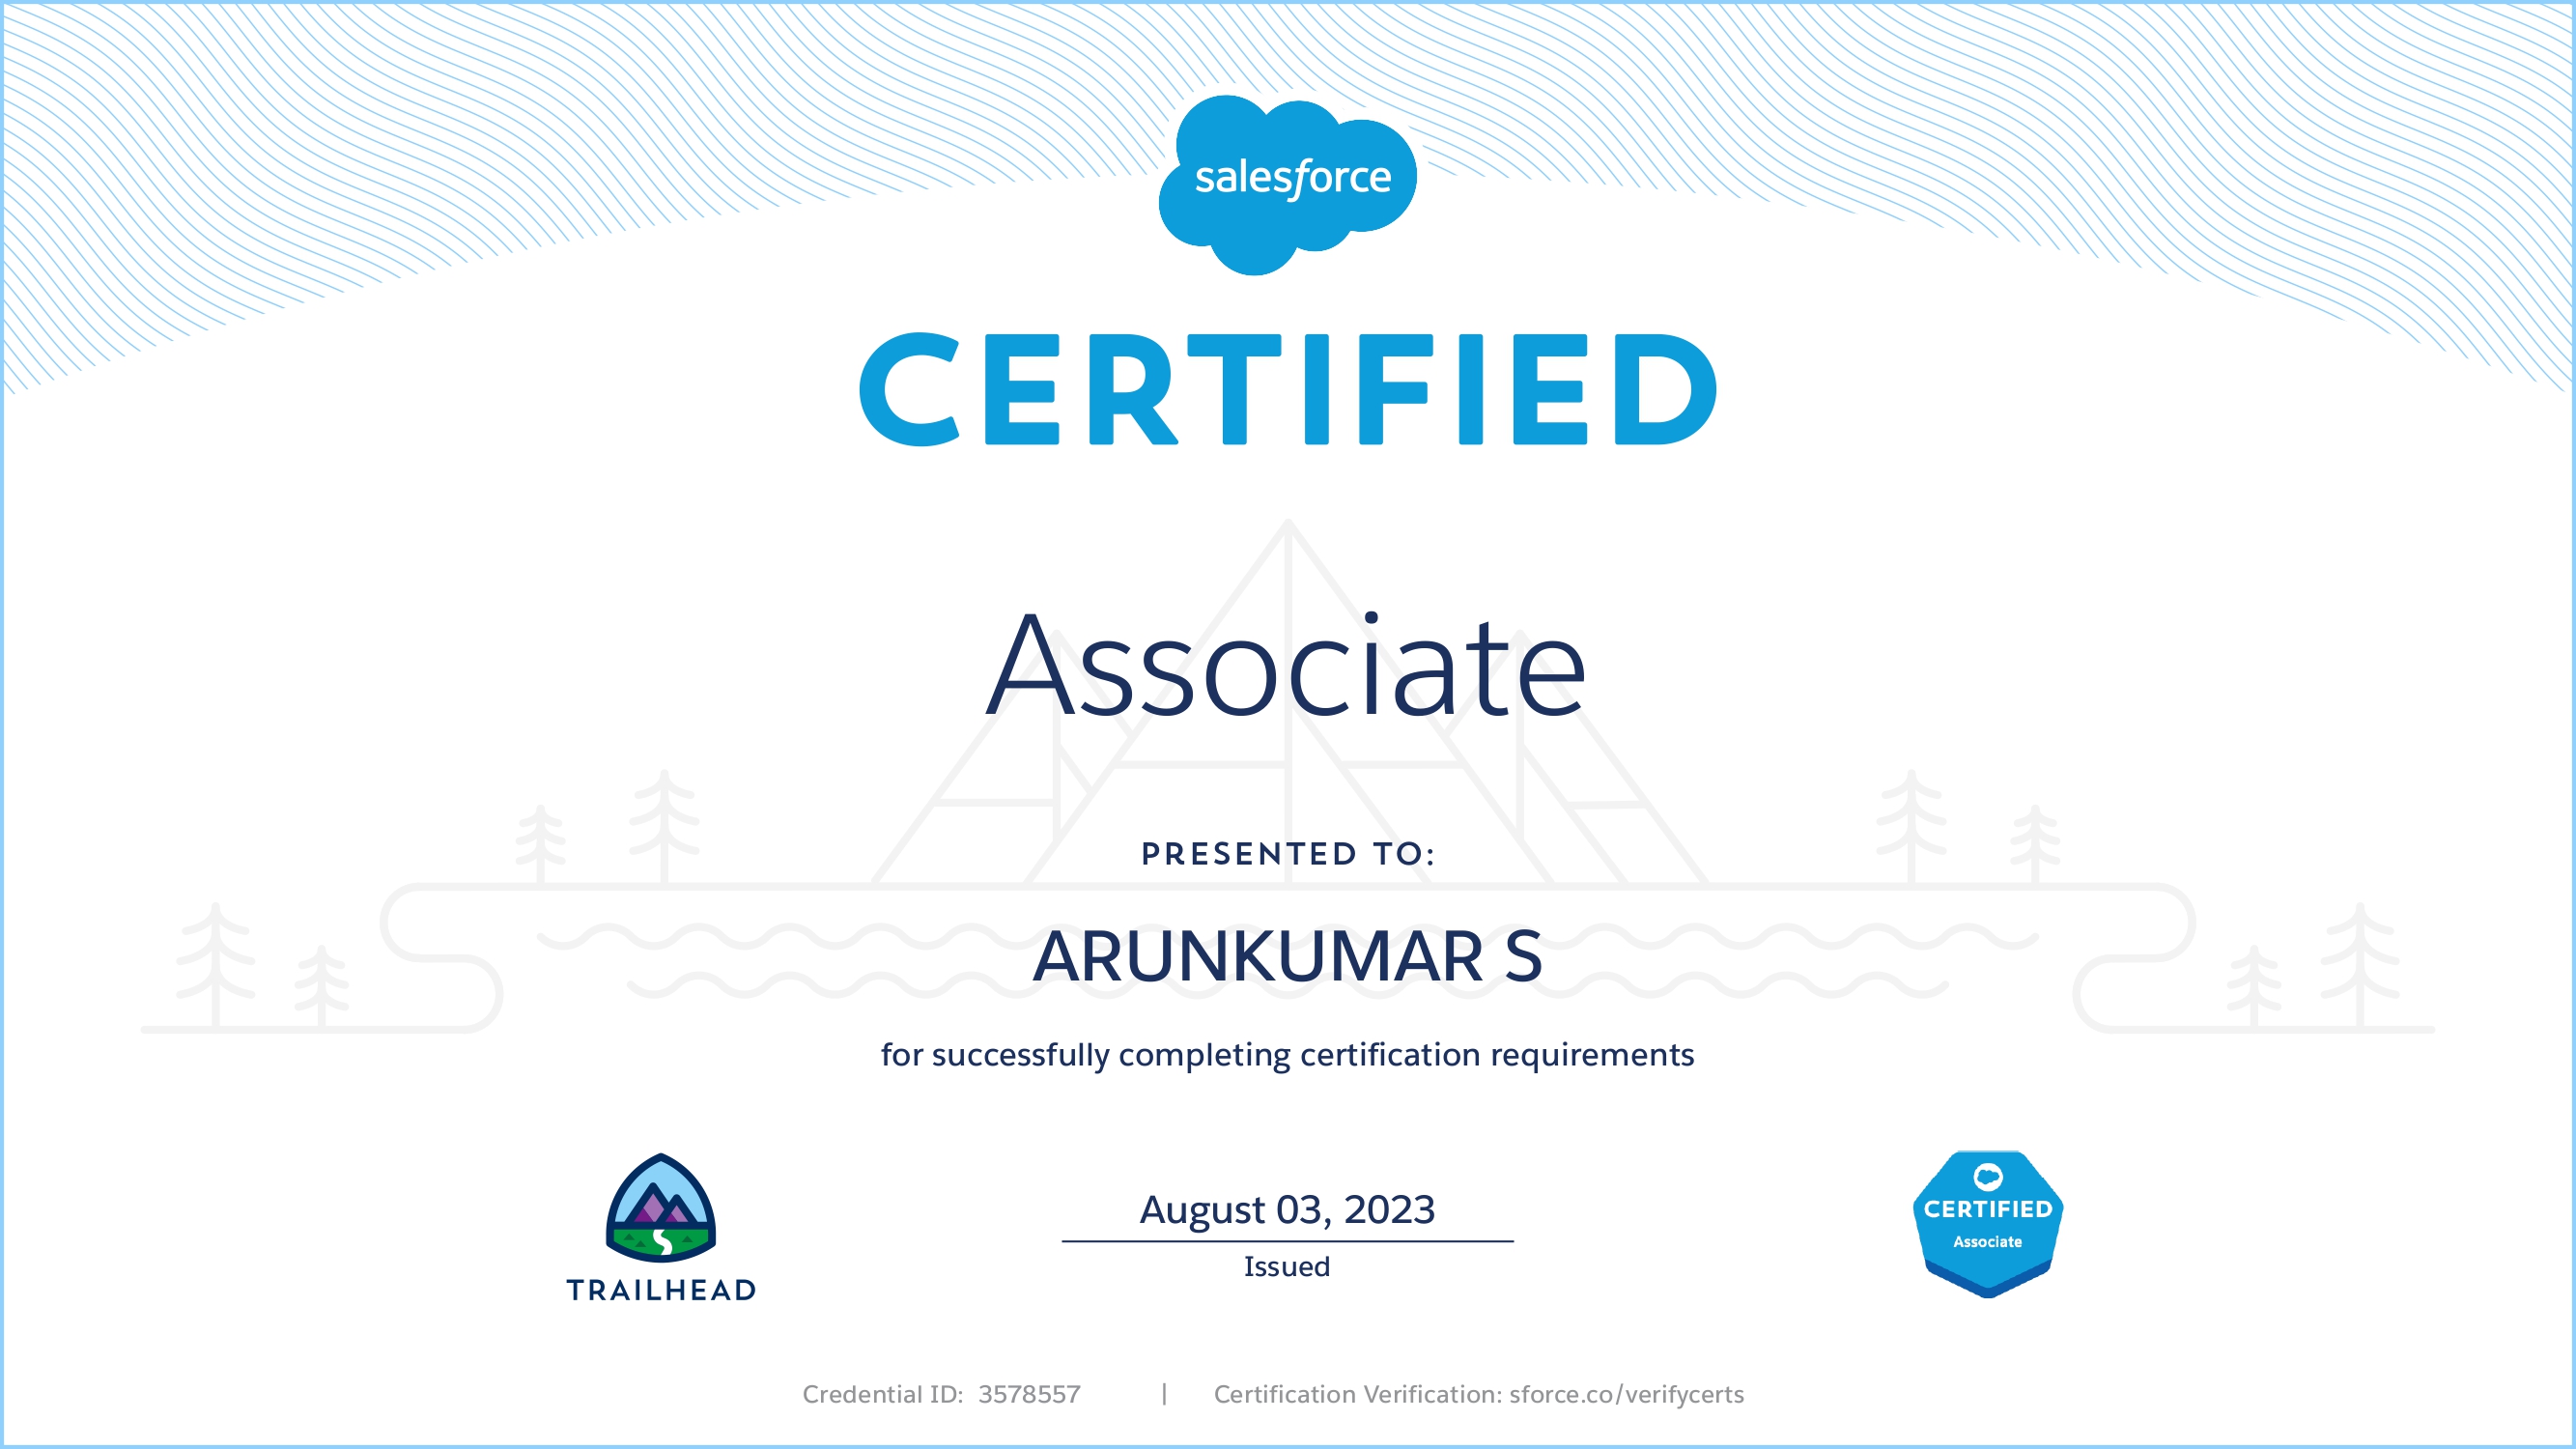 salesforce
CERTIFIED
Associate
PRESENTED TO:
ARUNKUMAR S
for successfully completing certification requirements
TRAILHEAD
August 03, 2023
Issued
CERTIFIED
Associate
Credential ID: 3578557 | Certification Verification: sforce.co/verifycerts